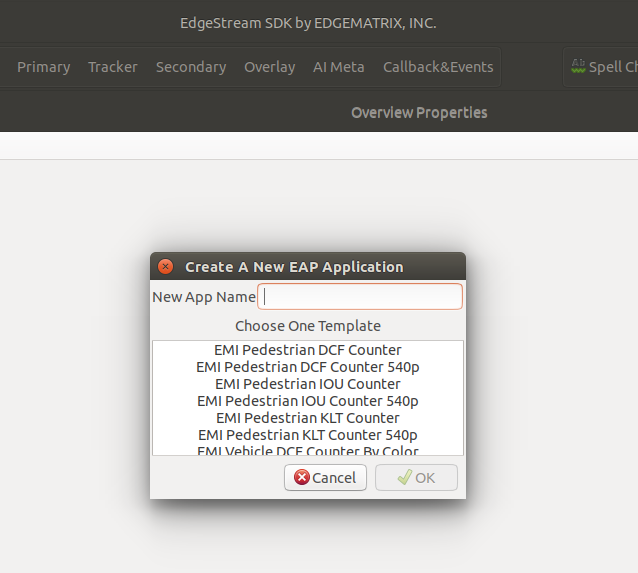 EdgeStream SDK by EDGEMATRIX, INC.
Primary Tracker Secondary Overlay AI Meta Callback&Events Spell Ch
Overview Properties
Create A New EAP Application
New App Name
Choose One Template
EMI Pedestrian DCF Counter
EMI Pedestrian DCF Counter 540p
EMI Pedestrian IOU Counter
EMI Pedestrian IOU Counter 540p
EMI Pedestrian KLT Counter
EMI Pedestrian KLT Counter 540p
EMI Vehicle DCF Counter By Color
Cancel OK